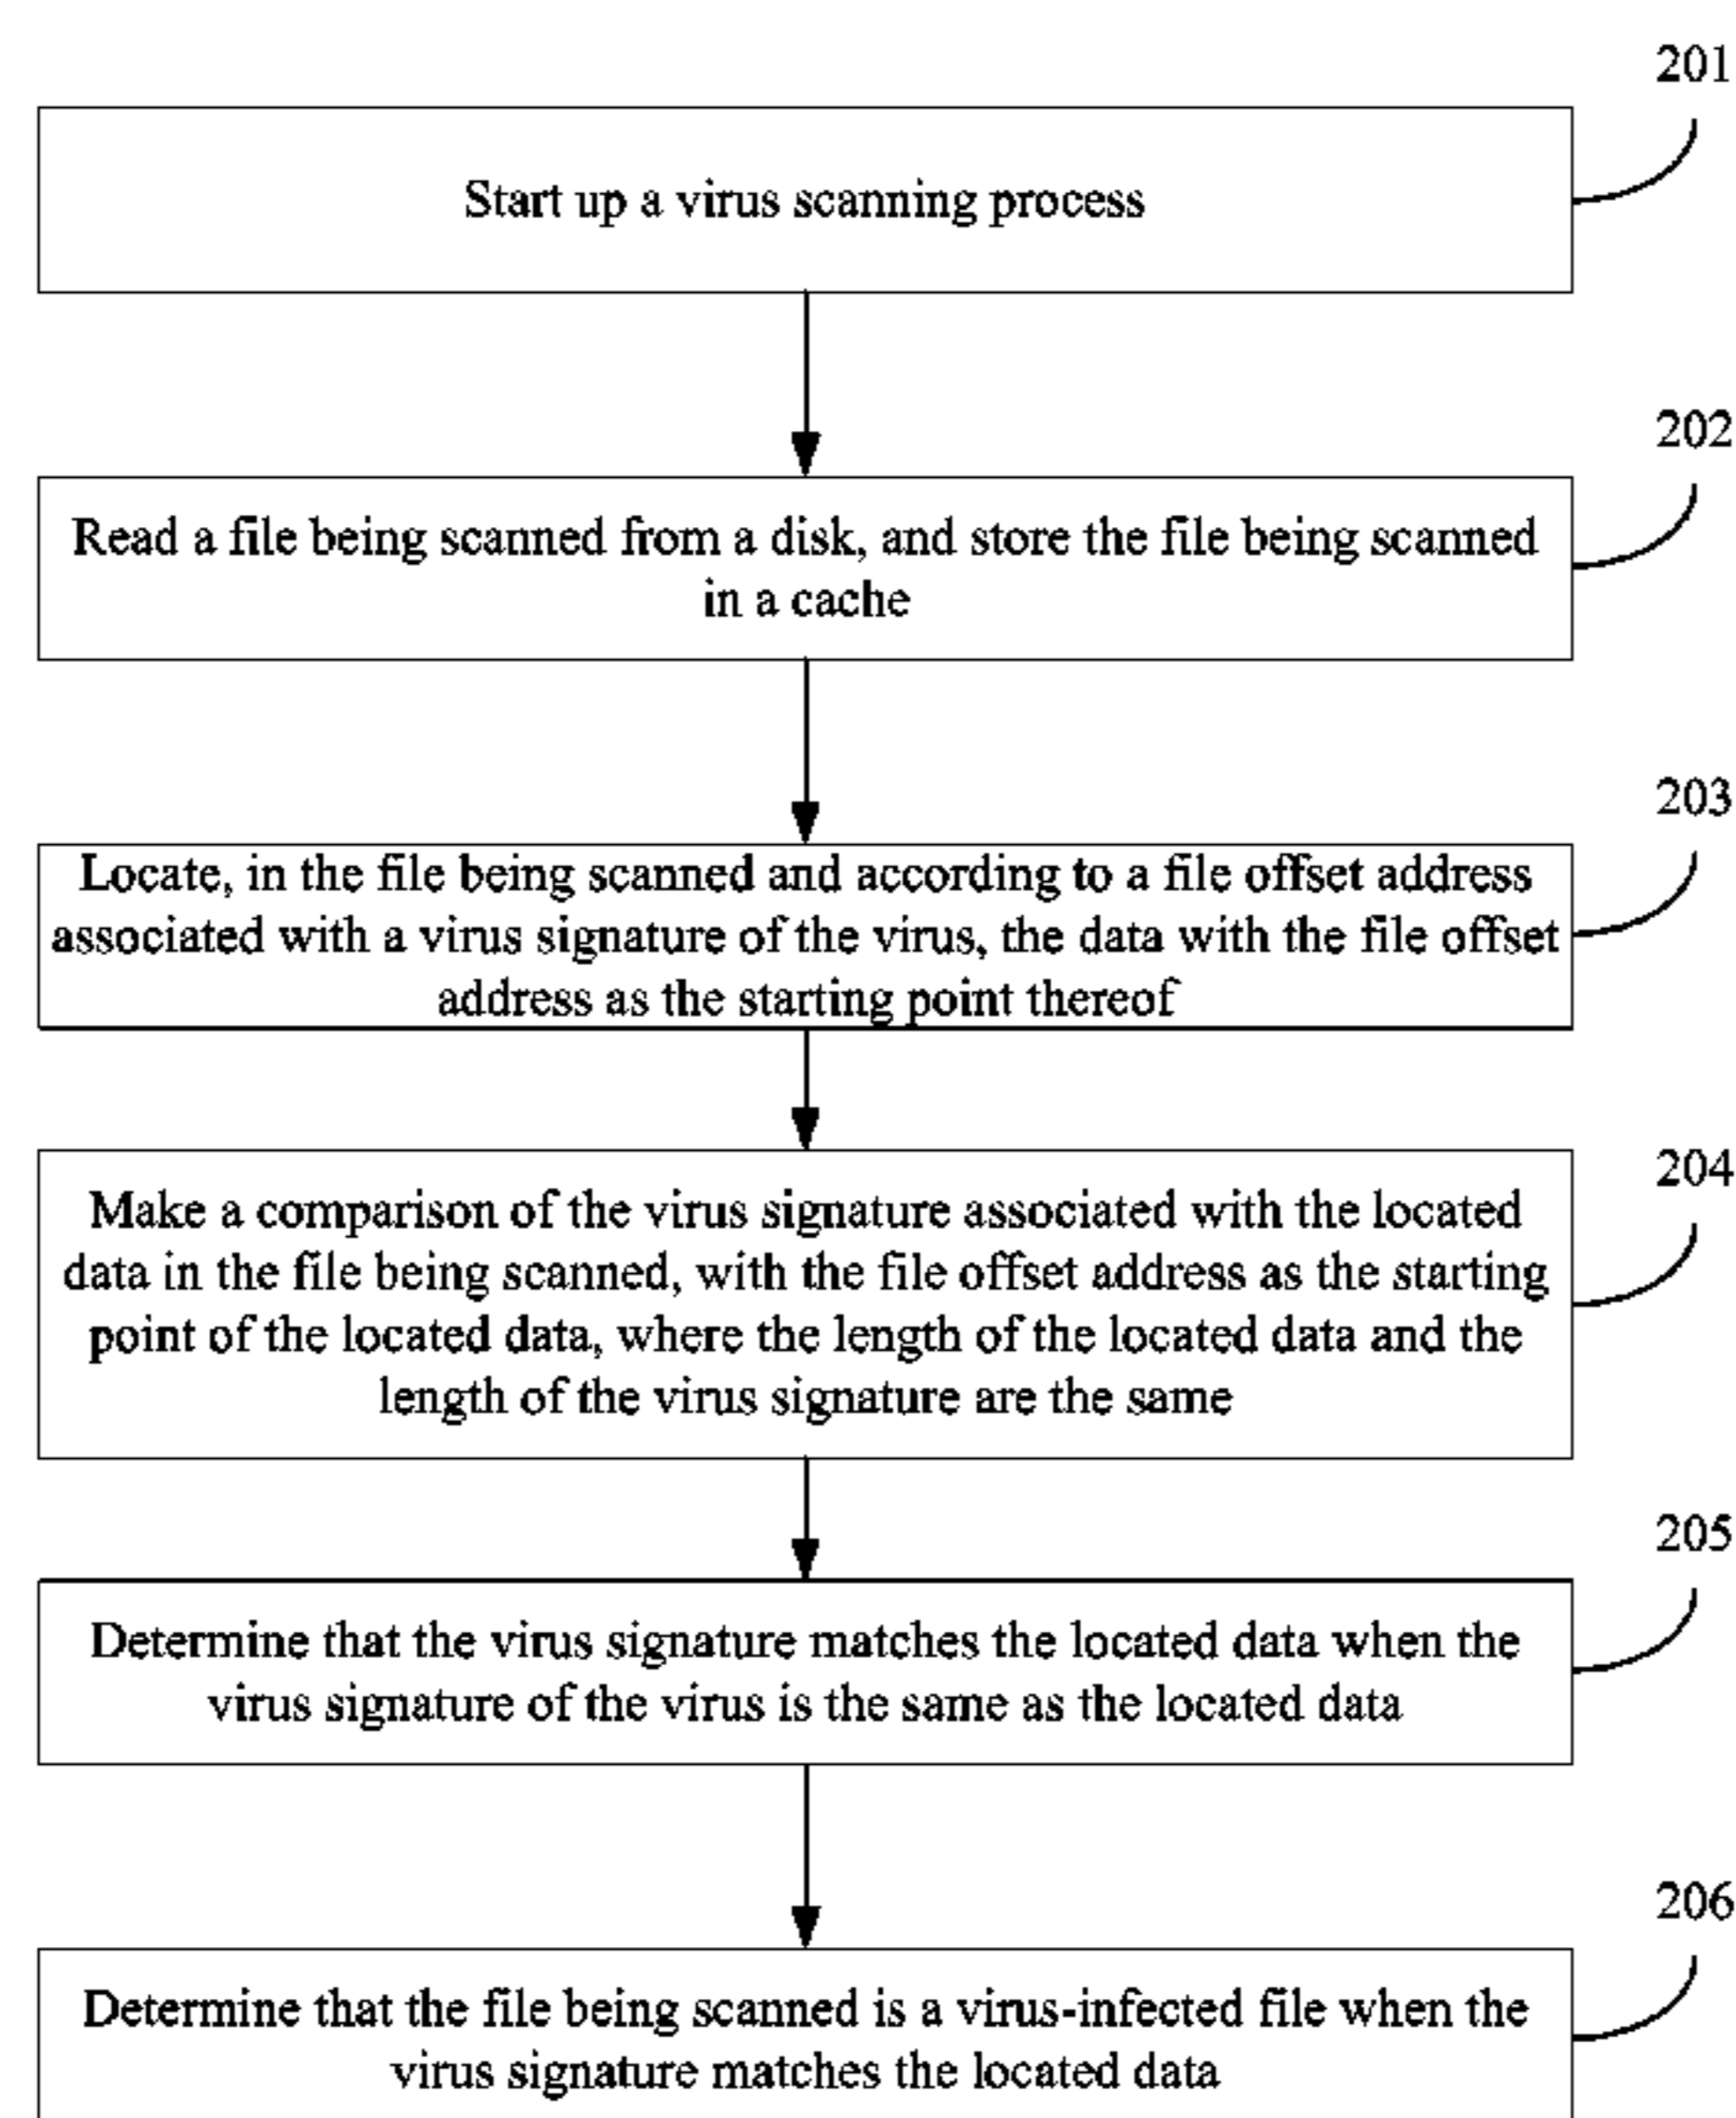 201
Start up a virus scanning process
202
Read a file being scanned from a disk, and store the file being scanned
in a cache
203
Locate, in the file being scanned and according to a file offset address
associated with a virus signature of the virus, the data with the file offset
address as the starting point thereof
204
Make a comparison of the virus signature associated with the located
data in the file being scanned, with the file offset address as the starting
point of the located data, where the length of the located data and the
length of the virus signature are the same
205
Determine that the virus signature matches the located data when the
virus signature of the virus is the same as the located data
206
Determine that the file being scanned is a virus-infected file when the
virus signature matches the located data